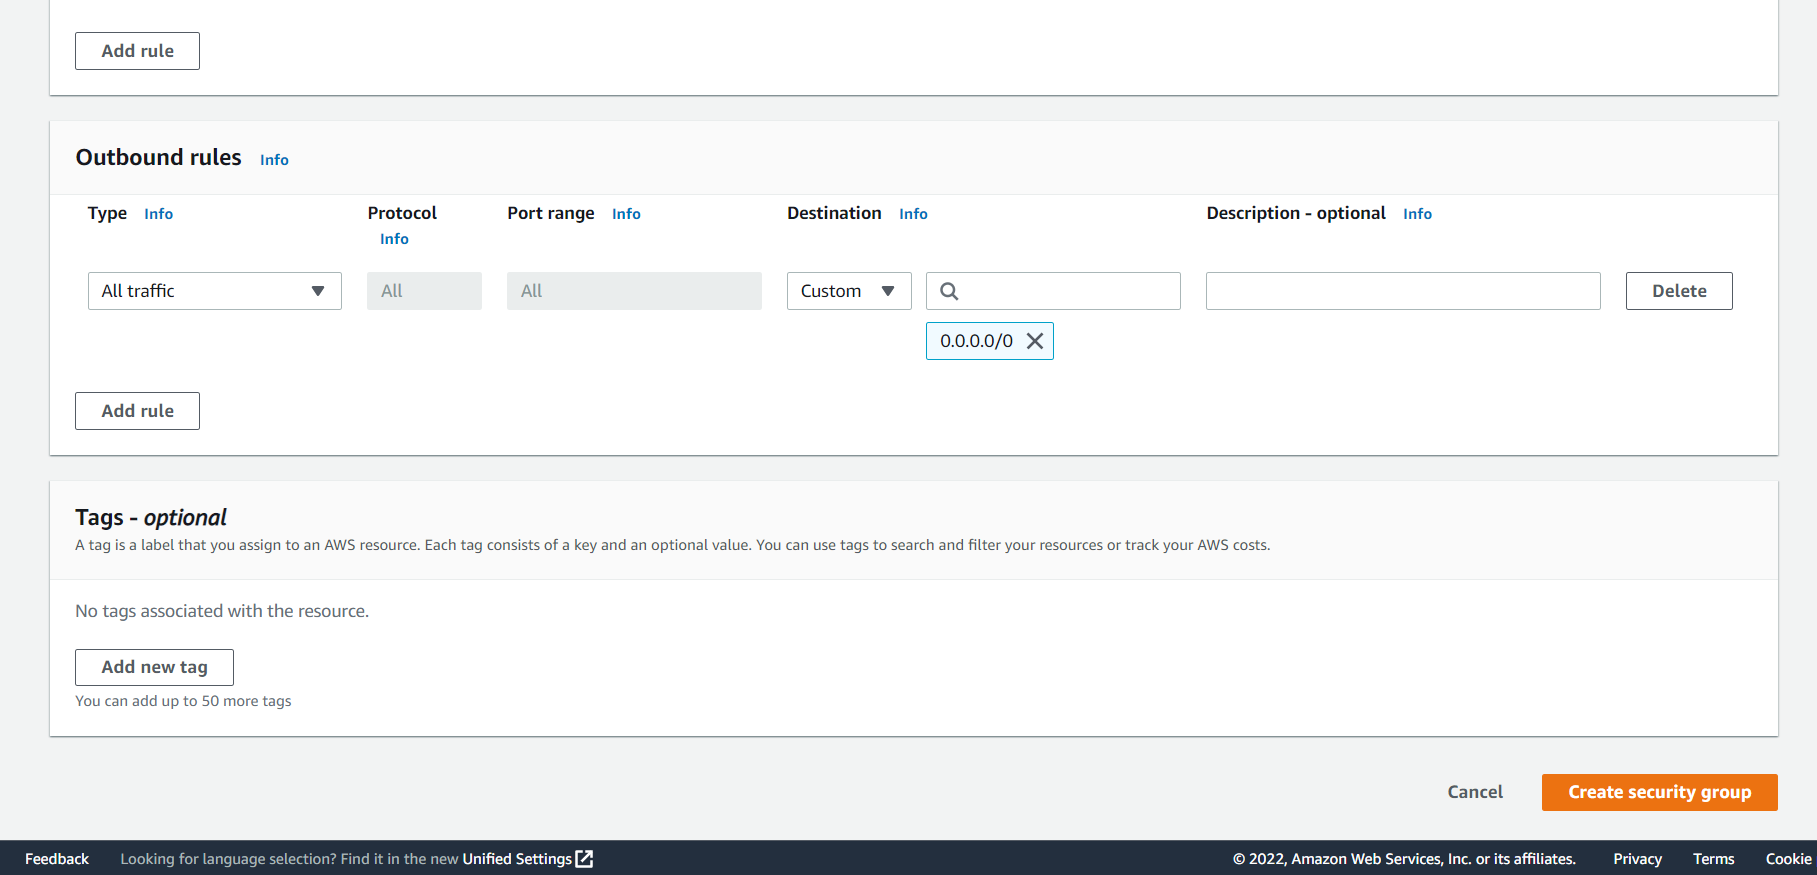 Add rule
Outbound rules Info
Type Info Protocol Info Port range Info Destination Info Description - optional Info
All traffic All All Custom Delete
0.0.0.0/0
Add rule
Tags - optional
A tag is a label that you assign to an AWS resource. Each tag consists of a key and an optional value. You can use tags to search and filter your resources or track your AWS costs.
No tags associated with the resource.
Add new tag
You can add up to 50 more tags
Cancel Create security group
Feedback Looking for language selection? Find it in the new Unified Settings © 2022, Amazon Web Services, Inc. or its affiliates. Privacy Terms Cookie